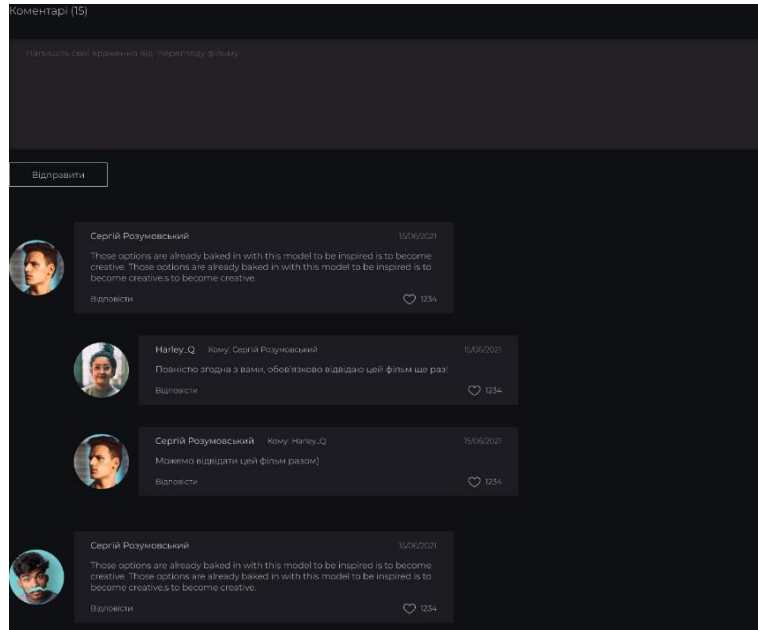 Коментарі (15)
Напишіть свої враження від перегляду фільму
Відправити
Сергій Розумовський 15/06/2021
Those options are already baked in with this model to be inspired is to become
creative. Those options are already baked in with this model to be inspired is to
become creative.s to become creative.
Відповісти 1234
Harley_Q Кому: Сергій Розумовський 15/06/2021
Повністю згодна з вами, обов'язково відвідаю цей фільм ще раз!
Відповісти 1234
Сергій Розумовський Кому: Harley_Q 15/06/2021
Можемо відвідати цей фільм разом)
Відповісти 1234
Сергій Розумовський 15/06/2021
Those options are already baked in with this model to be inspired is to become
creative. Those options are already baked in with this model to be inspired is to
become creative.s to become creative.
Відповісти 1234